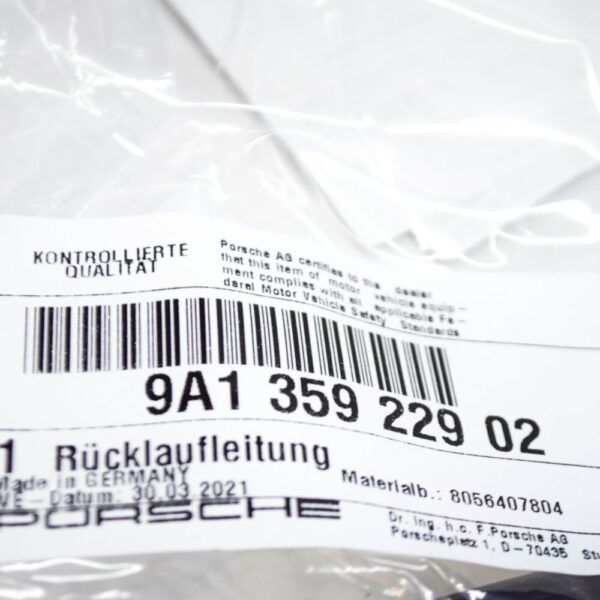 KONTROLLIERTE
QUALITÄT
Porsche AG certifies to the dealer
that this item of motor vehicle equip-
ment complies with all applicable Fe-
deral Motor Vehicle Safety Standards
9A1 359 229 02
1 Rücklaufleitung
Made in GERMANY
VE-Datum: 30.03.2021
Materialb.: 8056407804
PORSCHE
Dr. Ing. h.c. F.Porsche AG
Porscheplatz 1, D-70435